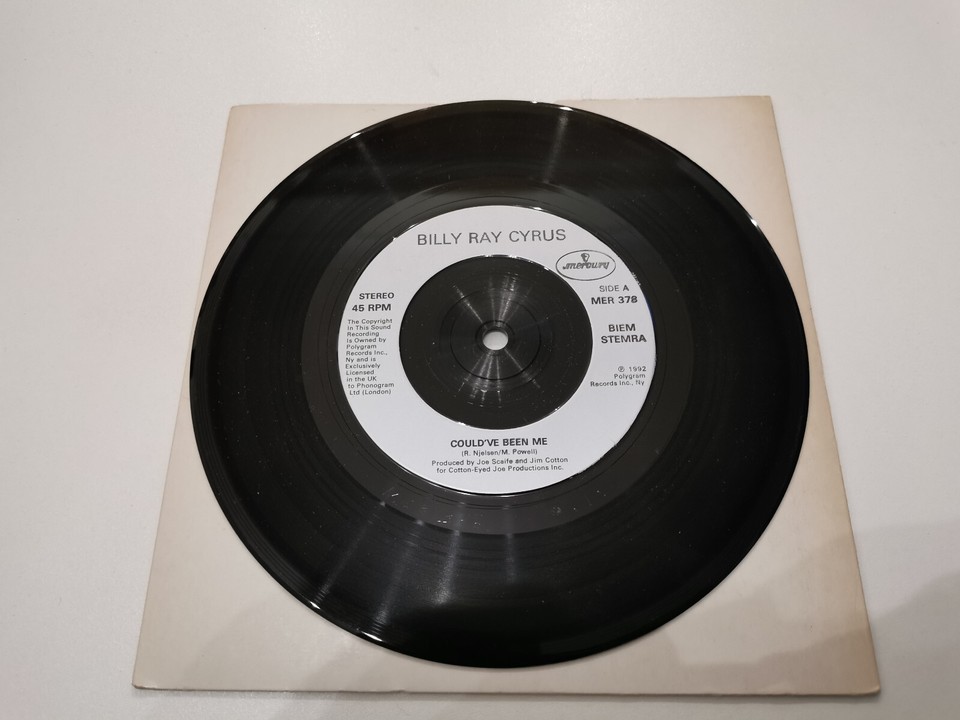 BILLY RAY CYRUS
mercury
STEREO
45 RPM
SIDE A
MER 378
BIEM
STEMRA
The Copyright
In This Sound
Recording
Is Owned by
Polygram
Records Inc.,
Ny and is
Exclusively
Licensed
in the UK
to Phonogram
Ltd (London)
℗ 1992
Polygram
Records Inc., Ny
COULD'VE BEEN ME
(R. Njelsen/M. Powell)
Produced by Joe Scaife and Jim Cotton
for Cotton-Eyed Joe Productions Inc.